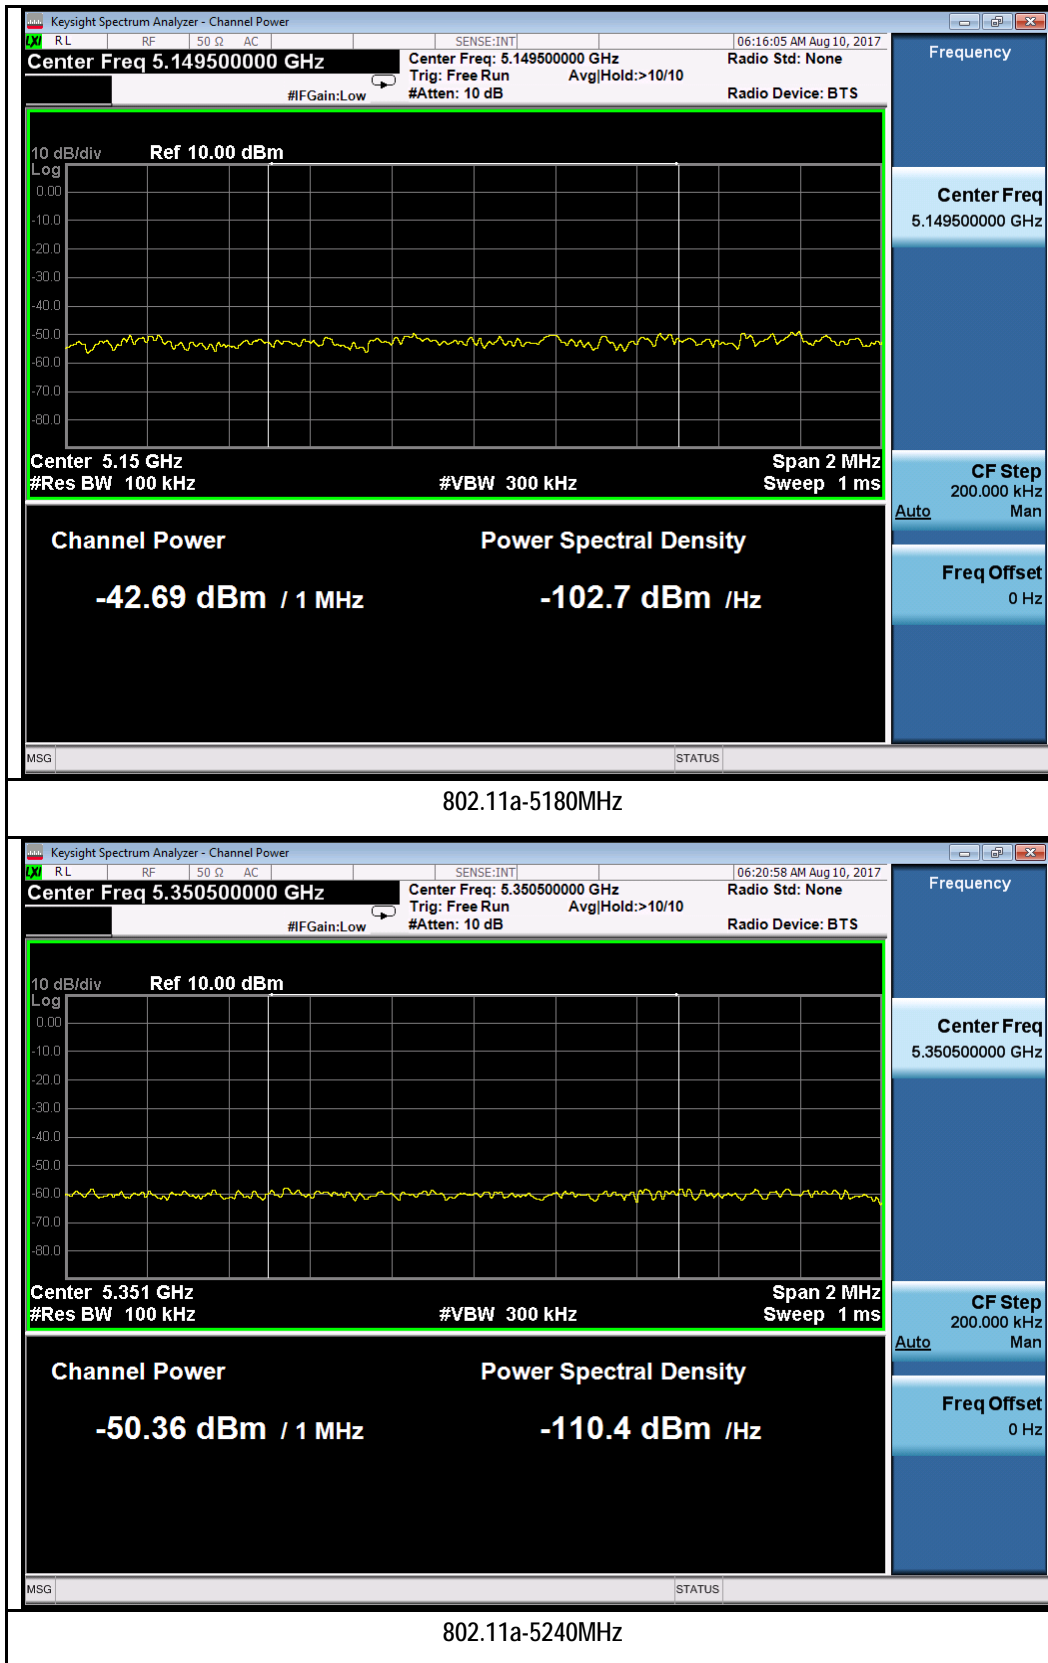 Keysight Spectrum Analyzer - Channel Power
LXI RL RF 50 Ω AC SENSE:INT 06:16:05 AM Aug 10, 2017
Center Freq 5.149500000 GHz
Center Freq: 5.149500000 GHz Radio Std: None
Trig: Free Run Avg|Hold:>10/10
#IFGain:Low #Atten: 10 dB Radio Device: BTS
Frequency
10 dB/div Ref 10.00 dBm
Log
0.00
-10.0
-20.0
-30.0
-40.0
-50.0
-60.0
-70.0
-80.0
Center 5.15 GHz Span 2 MHz
#Res BW 100 kHz #VBW 300 kHz Sweep 1 ms
Center Freq
5.149500000 GHz
CF Step
200.000 kHz
Auto Man
Freq Offset
0 Hz
Channel Power Power Spectral Density
-42.69 dBm / 1 MHz -102.7 dBm /Hz
MSG STATUS
802.11a-5180MHz
Keysight Spectrum Analyzer - Channel Power
LXI RL RF 50 Ω AC SENSE:INT 06:20:58 AM Aug 10, 2017
Center Freq 5.350500000 GHz
Center Freq: 5.350500000 GHz Radio Std: None
Trig: Free Run Avg|Hold:>10/10
#IFGain:Low #Atten: 10 dB Radio Device: BTS
Frequency
10 dB/div Ref 10.00 dBm
Log
0.00
-10.0
-20.0
-30.0
-40.0
-50.0
-60.0
-70.0
-80.0
Center 5.351 GHz Span 2 MHz
#Res BW 100 kHz #VBW 300 kHz Sweep 1 ms
Center Freq
5.350500000 GHz
CF Step
200.000 kHz
Auto Man
Freq Offset
0 Hz
Channel Power Power Spectral Density
-50.36 dBm / 1 MHz -110.4 dBm /Hz
MSG STATUS
802.11a-5240MHz